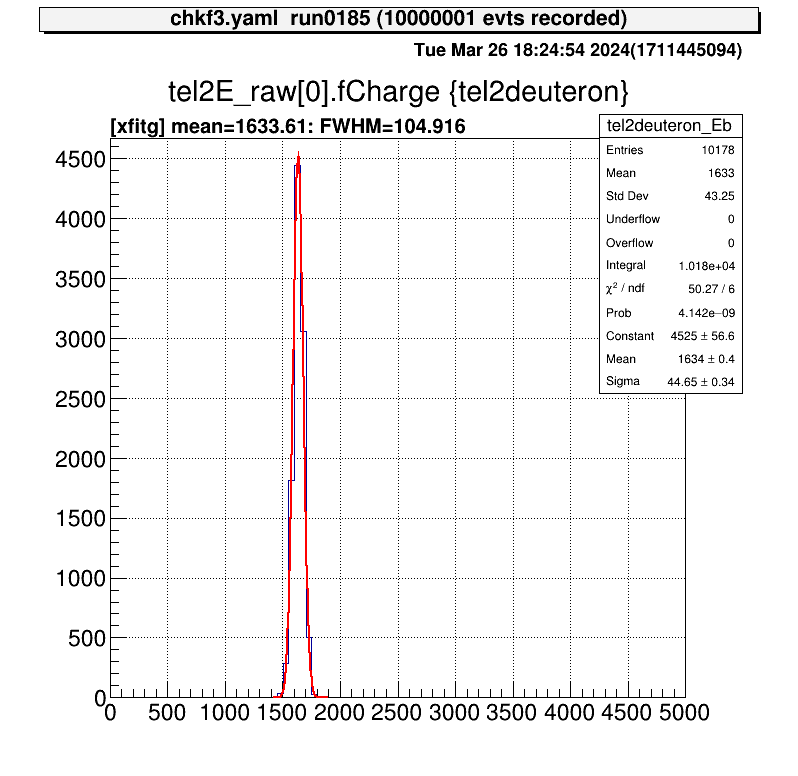 chkf3.yaml  run0185 (10000001 evts recorded)
Tue Mar 26 18:24:54 2024(1711445094)
tel2E_raw[0].fCharge {tel2deuteron}
[xfitg] mean=1633.61: FWHM=104.916
tel2deuteron_Eb
Entries 10178
Mean 1633
Std Dev 43.25
Underflow 0
Overflow 0
Integral 1.018e+04
χ² / ndf 50.27 / 6
Prob 4.142e−09
Constant 4525 ± 56.6
Mean 1634 ± 0.4
Sigma 44.65 ± 0.34
4500
4000
3500
3000
2500
2000
1500
1000
500
0
0 500 1000 1500 2000 2500 3000 3500 4000 4500 5000